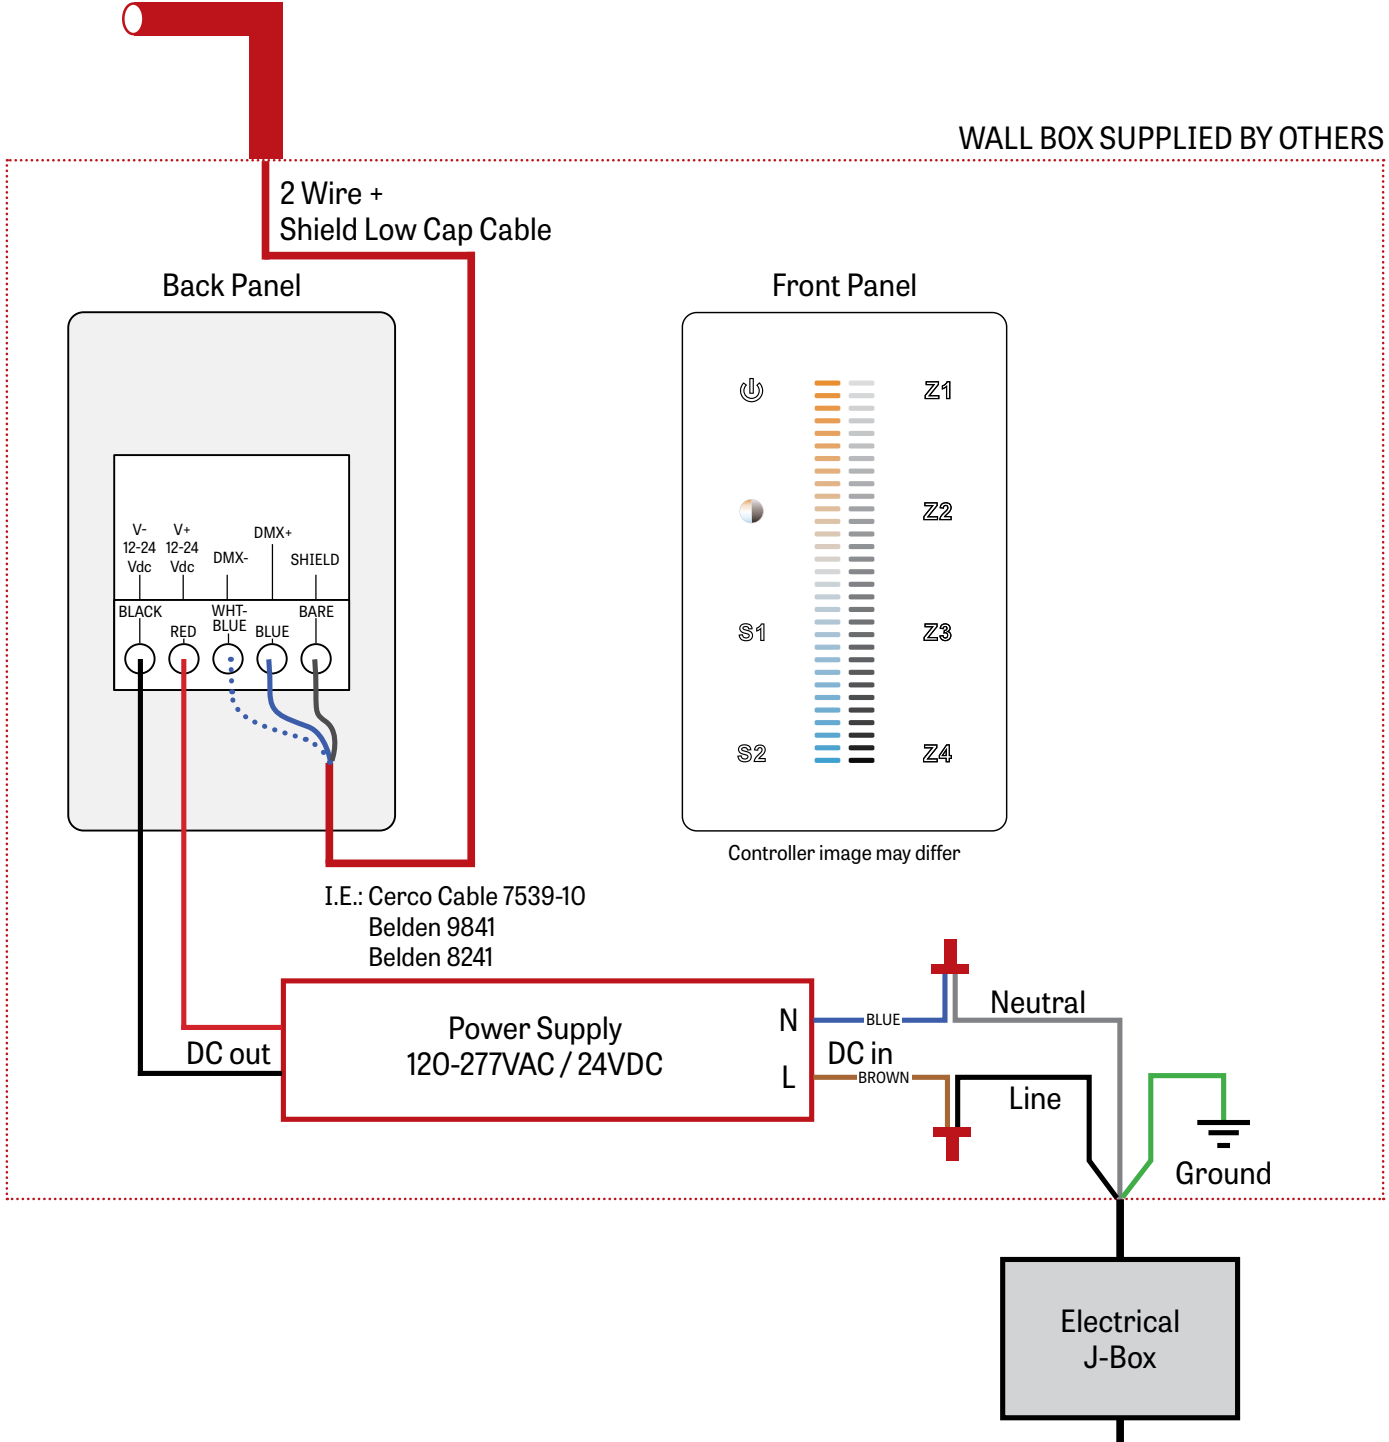 WALL BOX SUPPLIED BY OTHERS
2 Wire +
Shield Low Cap Cable
Back Panel
V-
12-24
Vdc
V+
12-24
Vdc
DMX-
DMX+
SHIELD
BLACK
RED
WHT-
BLUE
BLUE
BARE
Front Panel
Z1
Z2
S1
Z3
S2
Z4
Controller image may differ
I.E.: Cerco Cable 7539-10
Belden 9841
Belden 8241
DC out
Power Supply
120-277VAC / 24VDC
N
L
BLUE
DC in
BROWN
Neutral
Line
Ground
Electrical
J-Box